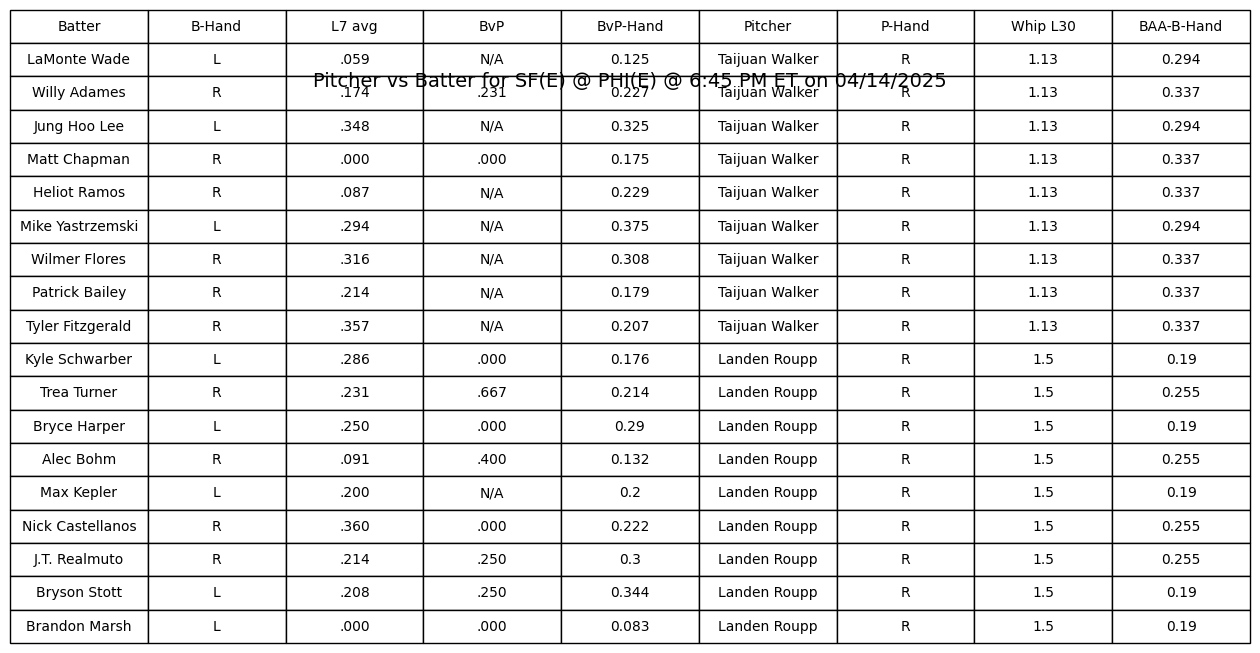 Batter B-Hand L7 avg BvP BvP-Hand Pitcher P-Hand Whip L30 BAA-B-Hand
LaMonte Wade L .059 N/A 0.125 Taijuan Walker R 1.13 0.294
Pitcher vs Batter for SF(E) @ PHI(E) @ 6:45 PM ET on 04/14/2025
Willy Adames R .174 .231 0.227 Taijuan Walker R 1.13 0.337
Jung Hoo Lee L .348 N/A 0.325 Taijuan Walker R 1.13 0.294
Matt Chapman R .000 .000 0.175 Taijuan Walker R 1.13 0.337
Heliot Ramos R .087 N/A 0.229 Taijuan Walker R 1.13 0.337
Mike Yastrzemski L .294 N/A 0.375 Taijuan Walker R 1.13 0.294
Wilmer Flores R .316 N/A 0.308 Taijuan Walker R 1.13 0.337
Patrick Bailey R .214 N/A 0.179 Taijuan Walker R 1.13 0.337
Tyler Fitzgerald R .357 N/A 0.207 Taijuan Walker R 1.13 0.337
Kyle Schwarber L .286 .000 0.176 Landen Roupp R 1.5 0.19
Trea Turner R .231 .667 0.214 Landen Roupp R 1.5 0.255
Bryce Harper L .250 .000 0.29 Landen Roupp R 1.5 0.19
Alec Bohm R .091 .400 0.132 Landen Roupp R 1.5 0.255
Max Kepler L .200 N/A 0.2 Landen Roupp R 1.5 0.19
Nick Castellanos R .360 .000 0.222 Landen Roupp R 1.5 0.255
J.T. Realmuto R .214 .250 0.3 Landen Roupp R 1.5 0.255
Bryson Stott L .208 .250 0.344 Landen Roupp R 1.5 0.19
Brandon Marsh L .000 .000 0.083 Landen Roupp R 1.5 0.19